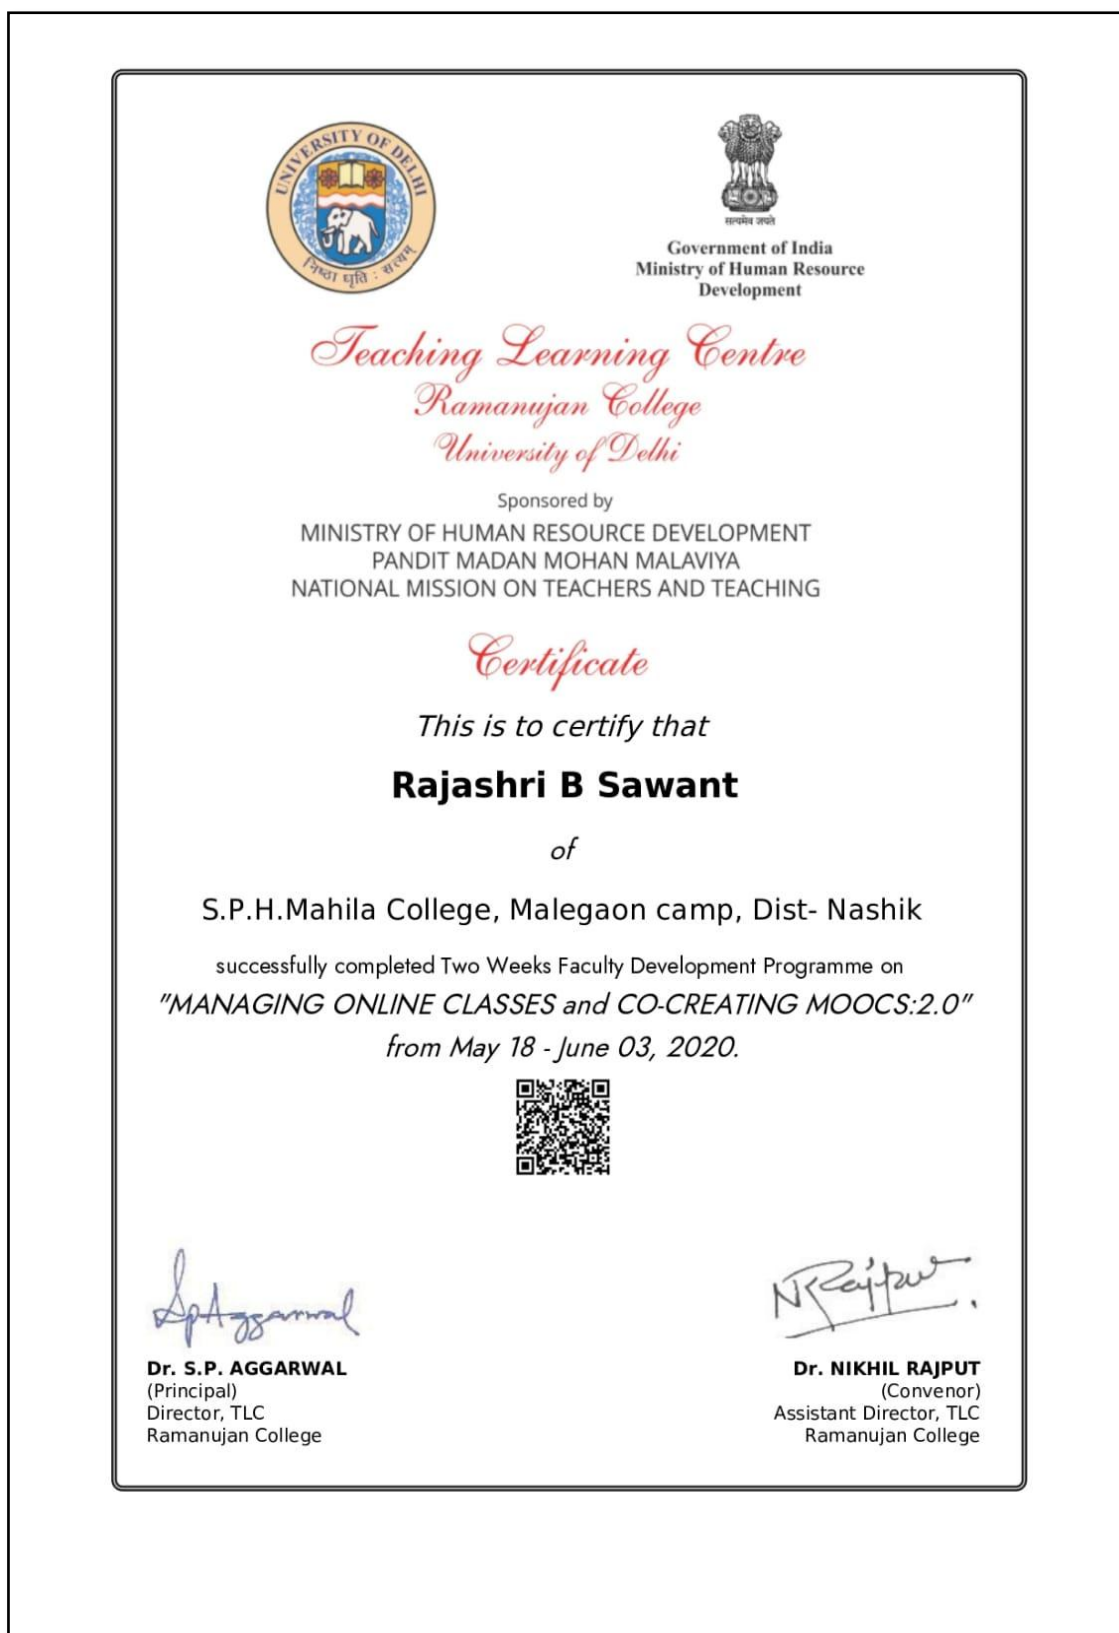 UNIVERSITY OF DELHI
निष्ठा धृति : सत्यम्
सत्यमेव जयते
Government of India
Ministry of Human Resource
Development
Teaching Learning Centre
Ramanujan College
University of Delhi
Sponsored by
MINISTRY OF HUMAN RESOURCE DEVELOPMENT
PANDIT MADAN MOHAN MALAVIYA
NATIONAL MISSION ON TEACHERS AND TEACHING
Certificate
This is to certify that
Rajashri B Sawant
of
S.P.H.Mahila College, Malegaon camp, Dist- Nashik
successfully completed Two Weeks Faculty Development Programme on
"MANAGING ONLINE CLASSES and CO-CREATING MOOCS:2.0"
from May 18 - June 03, 2020.
SpAggarwal
NRajput
Dr. S.P. AGGARWAL
(Principal)
Director, TLC
Ramanujan College
Dr. NIKHIL RAJPUT
(Convenor)
Assistant Director, TLC
Ramanujan College